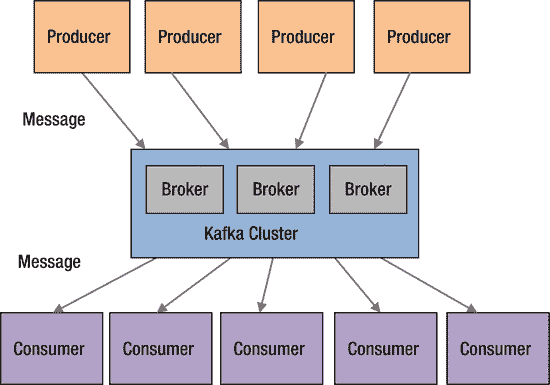 Producer
Producer
Producer
Producer
Message
Broker
Broker
Broker
Kafka Cluster
Message
Consumer
Consumer
Consumer
Consumer
Consumer